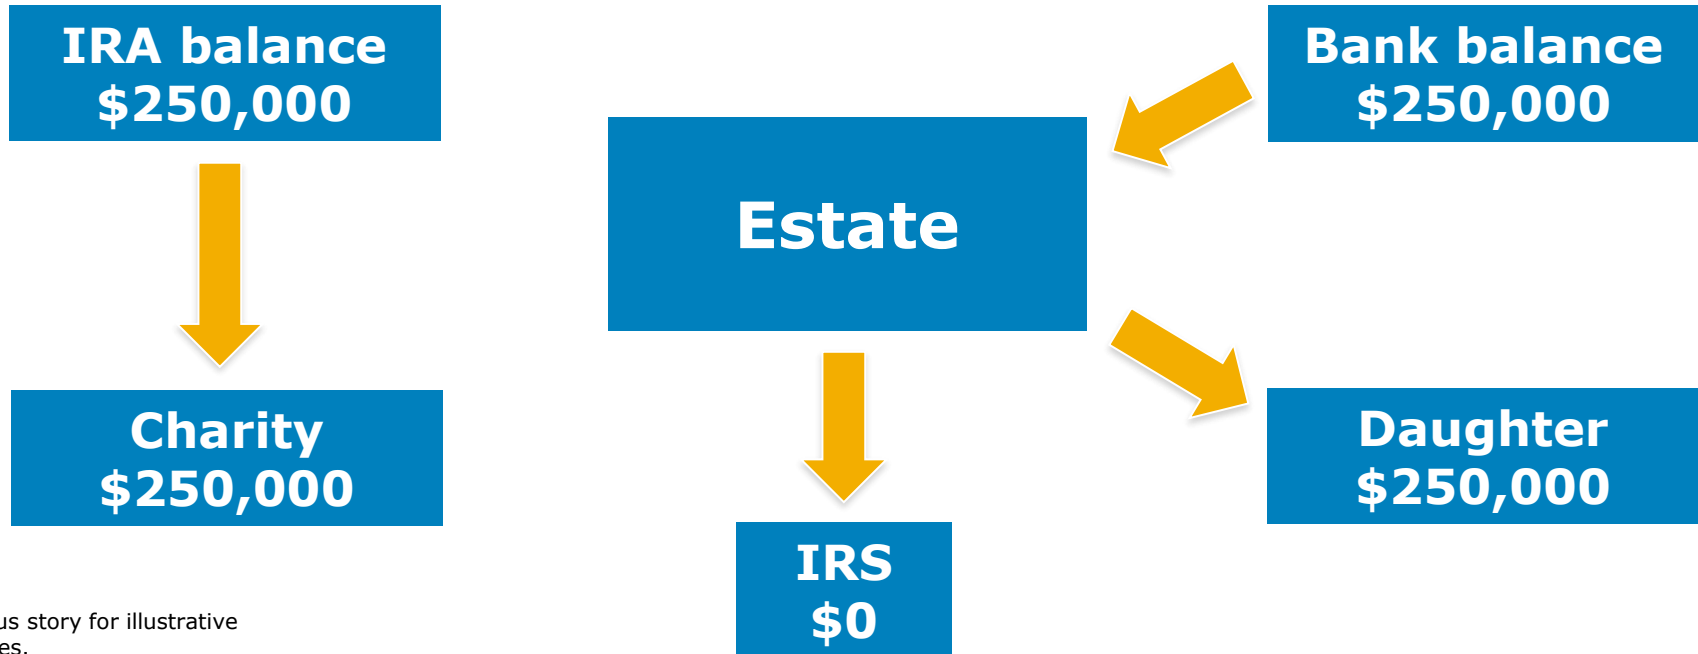 IRA balance
$250,000
Bank balance
$250,000
Estate
Charity
$250,000
Daughter
$250,000
IRS
$0
story for illustrative